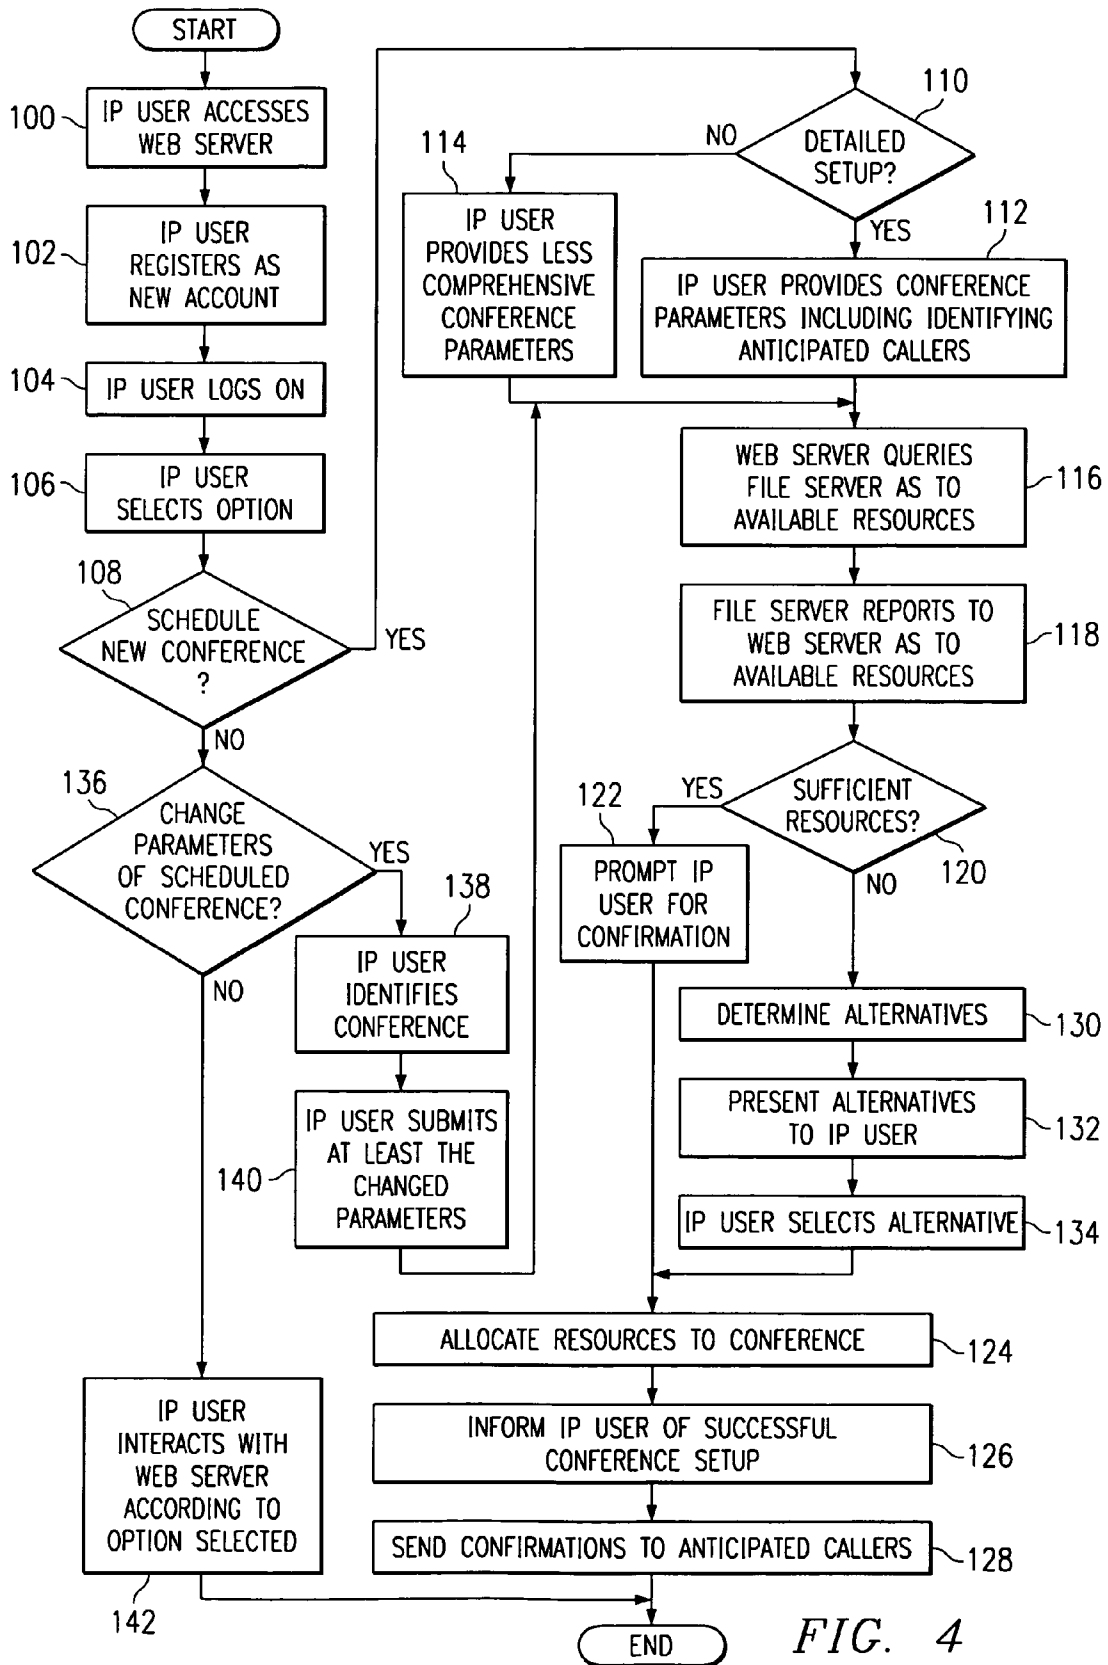 START
100
IP USER ACCESSES
WEB SERVER
102
IP USER
REGISTERS AS
NEW ACCOUNT
104
IP USER LOGS ON
106
IP USER
SELECTS OPTION
108
SCHEDULE
NEW CONFERENCE
?
YES
NO
110
DETAILED
SETUP?
NO
YES
114
IP USER
PROVIDES LESS
COMPREHENSIVE
CONFERENCE
PARAMETERS
112
IP USER PROVIDES CONFERENCE
PARAMETERS INCLUDING IDENTIFYING
ANTICIPATED CALLERS
WEB SERVER QUERIES
FILE SERVER AS TO
AVAILABLE RESOURCES
116
FILE SERVER REPORTS TO
WEB SERVER AS TO
AVAILABLE RESOURCES
118
SUFFICIENT
RESOURCES?
120
YES
NO
122
PROMPT IP
USER FOR
CONFIRMATION
DETERMINE ALTERNATIVES
130
PRESENT ALTERNATIVES
TO IP USER
132
IP USER SELECTS ALTERNATIVE
134
136
CHANGE
PARAMETERS
OF SCHEDULED
CONFERENCE?
YES
NO
138
IP USER
IDENTIFIES
CONFERENCE
140
IP USER SUBMITS
AT LEAST THE
CHANGED
PARAMETERS
ALLOCATE RESOURCES TO CONFERENCE
124
INFORM IP USER OF SUCCESSFUL
CONFERENCE SETUP
126
SEND CONFIRMATIONS TO ANTICIPATED CALLERS
128
IP USER
INTERACTS WITH
WEB SERVER
ACCORDING TO
OPTION SELECTED
142
END
FIG. 4